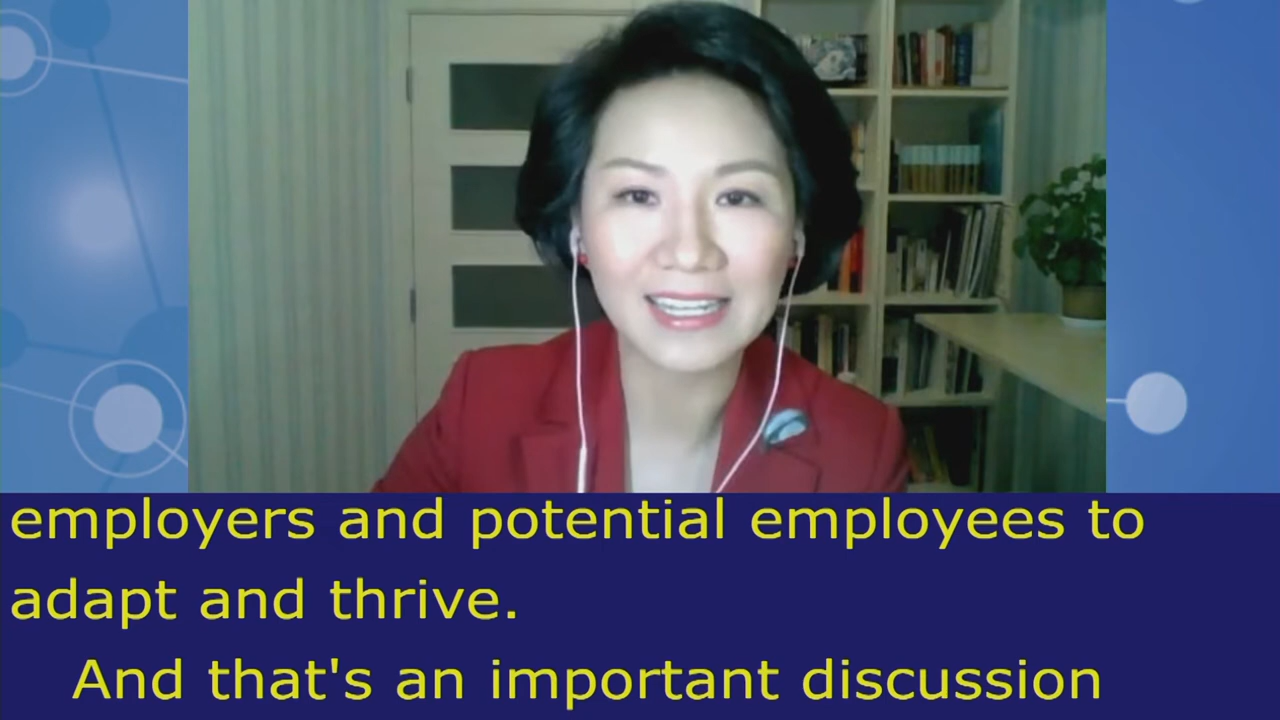 employers and potential employees to
adapt and thrive.
And that's an important discussion